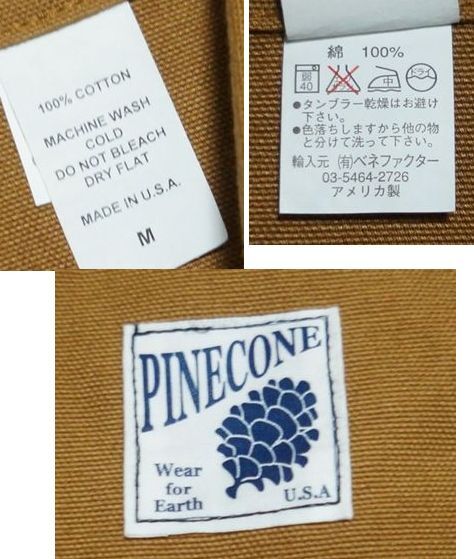 100% COTTON
MACHINE WASH
COLD
DO NOT BLEACH
DRY FLAT
MADE IN U.S.A.
M
綿 100%
弱
40
中
ドライ
●タンブラー乾燥はお避け
下さい。
●色落ちしますから他の物
と分けて洗って下さい。
輸入元 ㈲ベネファクター
03-5464-2726
アメリカ製
PINECONE
Wear
for
Earth
U.S.A